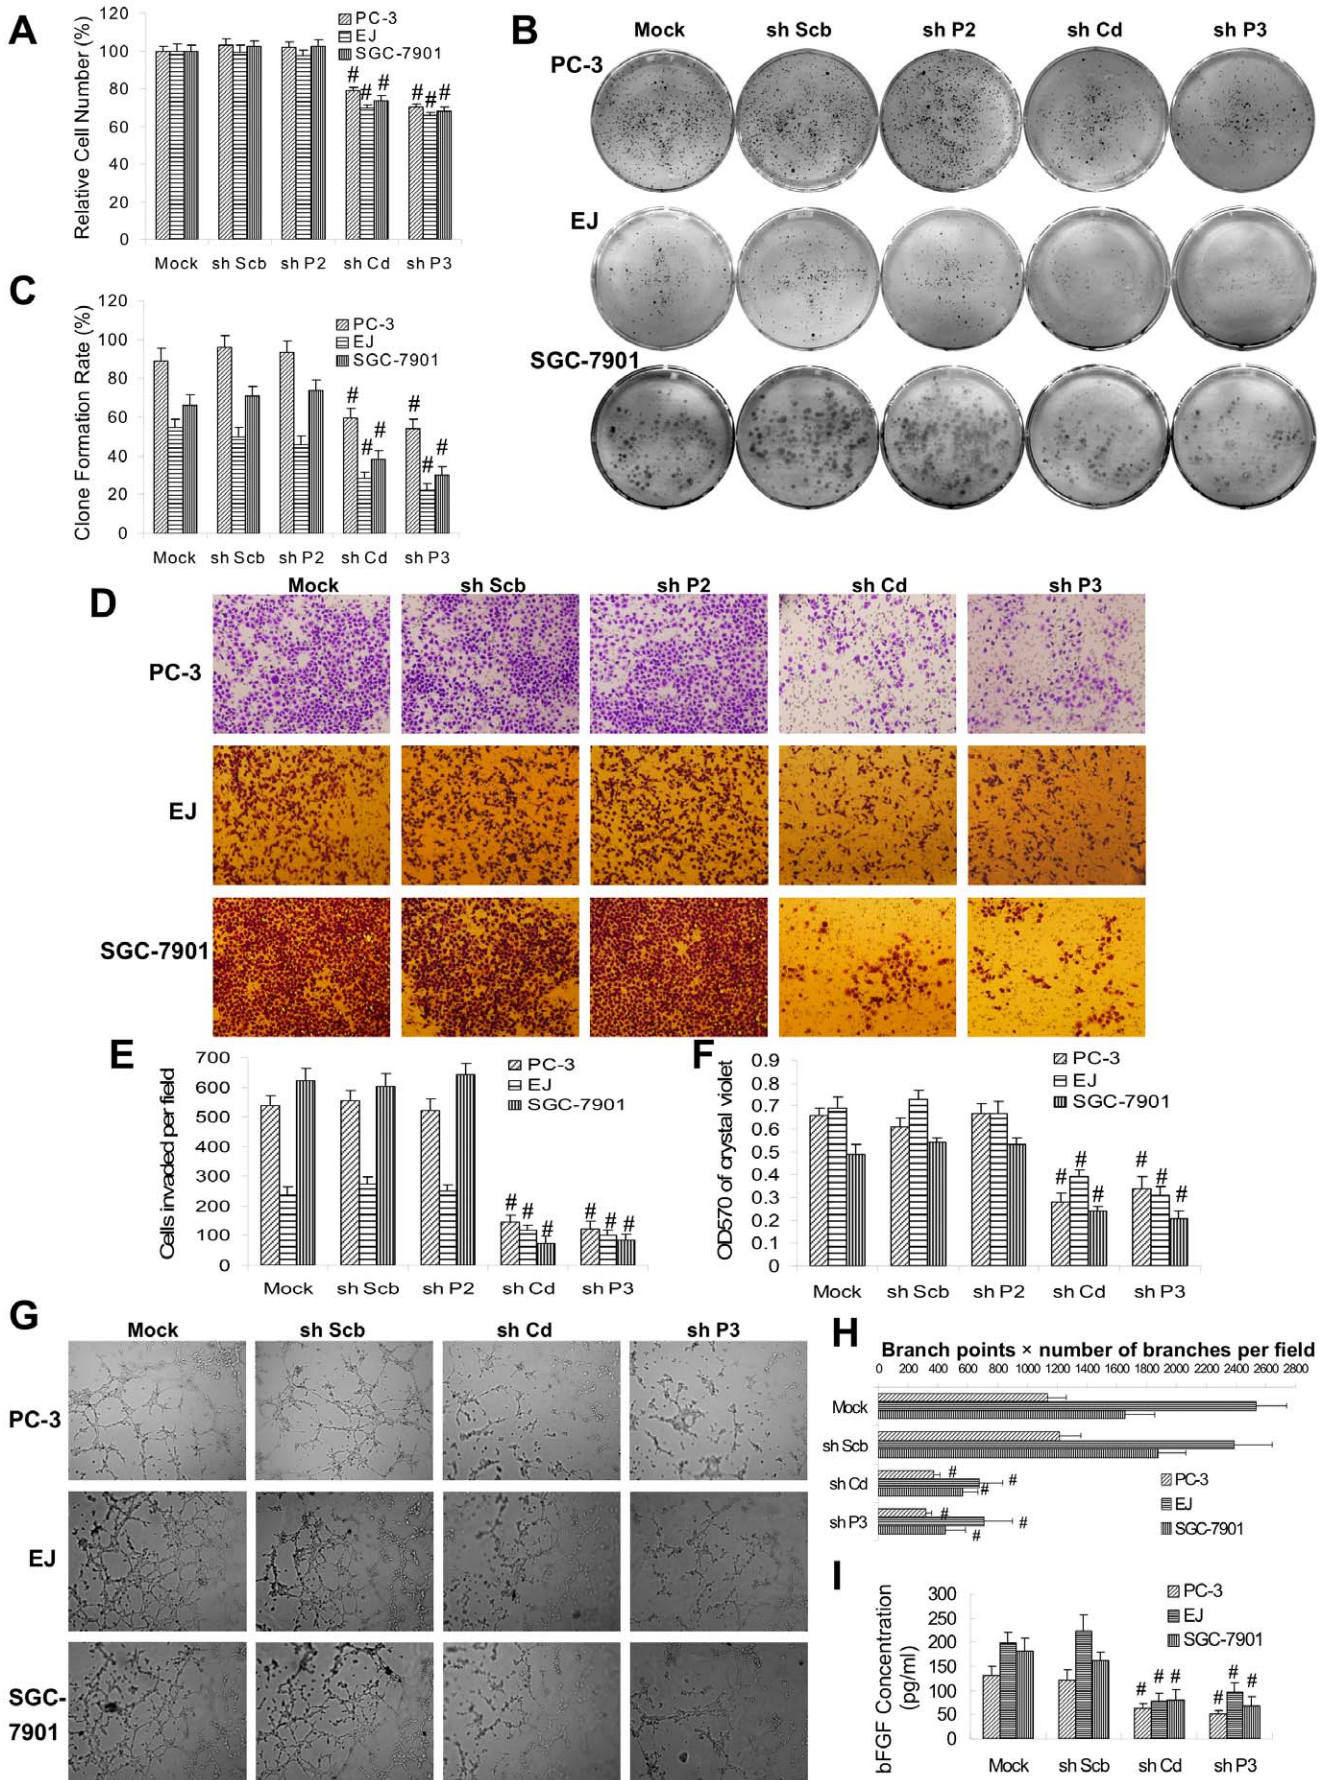 A
Relative Cell Number (%)
120
100
80
60
40
20
0
PC-3
EJ
SGC-7901
# # # # # #
Mock sh Scb sh P2 sh Cd sh P3
B
Mock sh Scb sh P2 sh Cd sh P3
PC-3
EJ
SGC-7901
C
Clone Formation Rate (%)
120
100
80
60
40
20
0
PC-3
EJ
SGC-7901
# # # # # #
Mock sh Scb sh P2 sh Cd sh P3
D
Mock sh Scb sh P2 sh Cd sh P3
PC-3
EJ
SGC-7901
E
Cells invaded per field
700
600
500
400
300
200
100
0
PC-3
EJ
SGC-7901
# # # # # #
Mock sh Scb sh P2 sh Cd sh P3
F
OD570 of crystal violet
0.9
0.8
0.7
0.6
0.5
0.4
0.3
0.2
0.1
0
PC-3
EJ
SGC-7901
# # # # # #
Mock sh Scb sh P2 sh Cd sh P3
G
Mock sh Scb sh Cd sh P3
PC-3
EJ
SGC-
7901
H
Branch points × number of branches per field
0 200 400 600 800 1000 1200 1400 1600 1800 2000 2200 2400 2600 2800
Mock
sh Scb
sh Cd
sh P3
# # # # # #
PC-3
EJ
SGC-7901
I
bFGF Concentration
(pg/ml)
300
250
200
150
100
50
0
PC-3
EJ
SGC-7901
# # # # # #
Mock sh Scb sh Cd sh P3